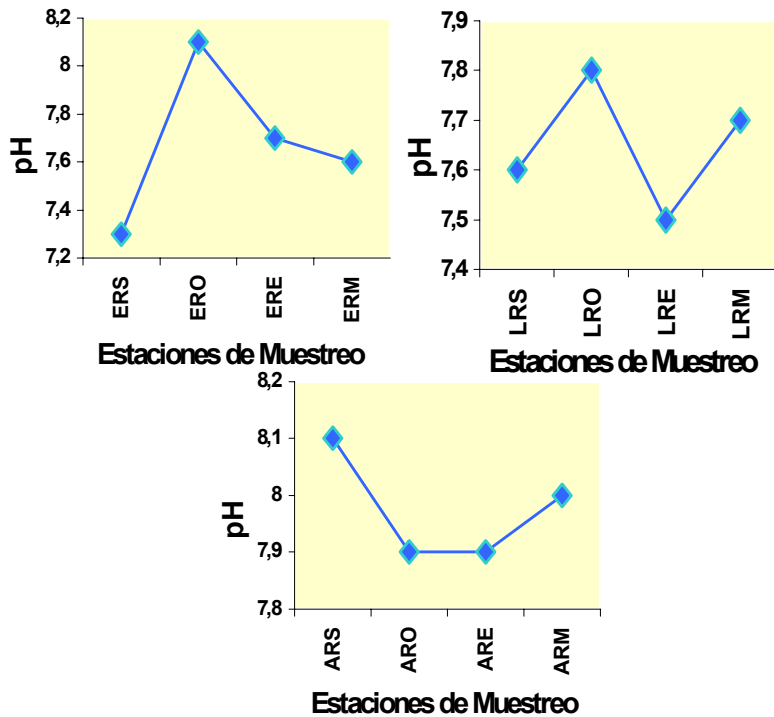 8,2
8
7,8
7,6
7,4
7,2
pH
ERS
ERO
ERE
ERM
Estaciones de Muestreo
7,9
7,8
7,7
7,6
7,5
7,4
pH
LRS
LRO
LRE
LRM
Estaciones de Muestreo
8,2
8,1
8
7,9
7,8
pH
ARS
ARO
ARE
ARM
Estaciones de Muestreo